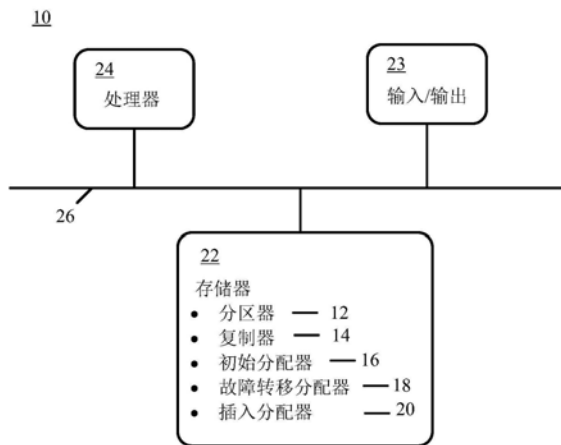 10
24
处理器
23
输入/输出
26
22
存储器
• 分区器 — 12
• 复制器 — 14
• 初始分配器 — 16
• 故障转移分配器 — 18
• 插入分配器 — 20